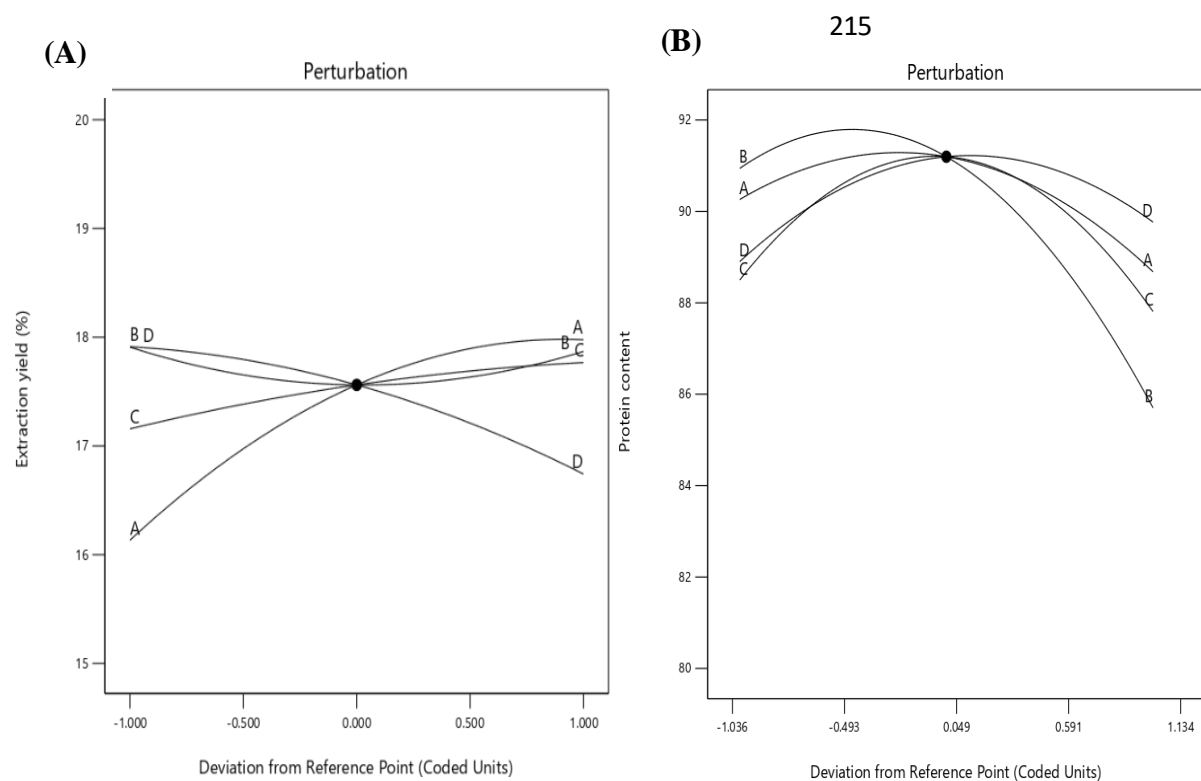 215
(A)
Perturbation
Extraction yield (%)
20
19
18
17
16
15
B D
C
A
A
B
C
D
-1.000
-0.500
0.000
0.500
1.000
Deviation from Reference Point (Coded Units)
(B)
Perturbation
Protein content
92
90
88
86
84
82
80
B
A
D
C
D
A
C
B
-1.036
-0.493
0.049
0.591
1.134
Deviation from Reference Point (Coded Units)